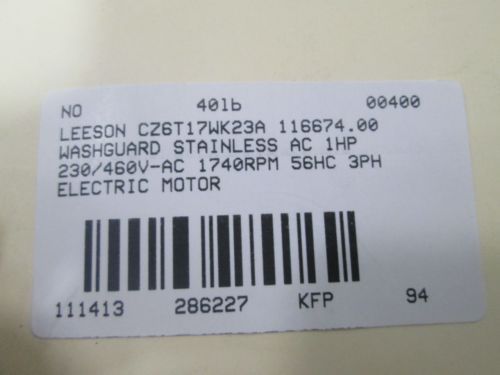 NO 40lb 00400
LEESON CZ6T17WK23A 116674.00
WASHGUARD STAINLESS AC 1HP
230/460V-AC 1740RPM 56HC 3PH
ELECTRIC MOTOR
111413 286227 KFP 94